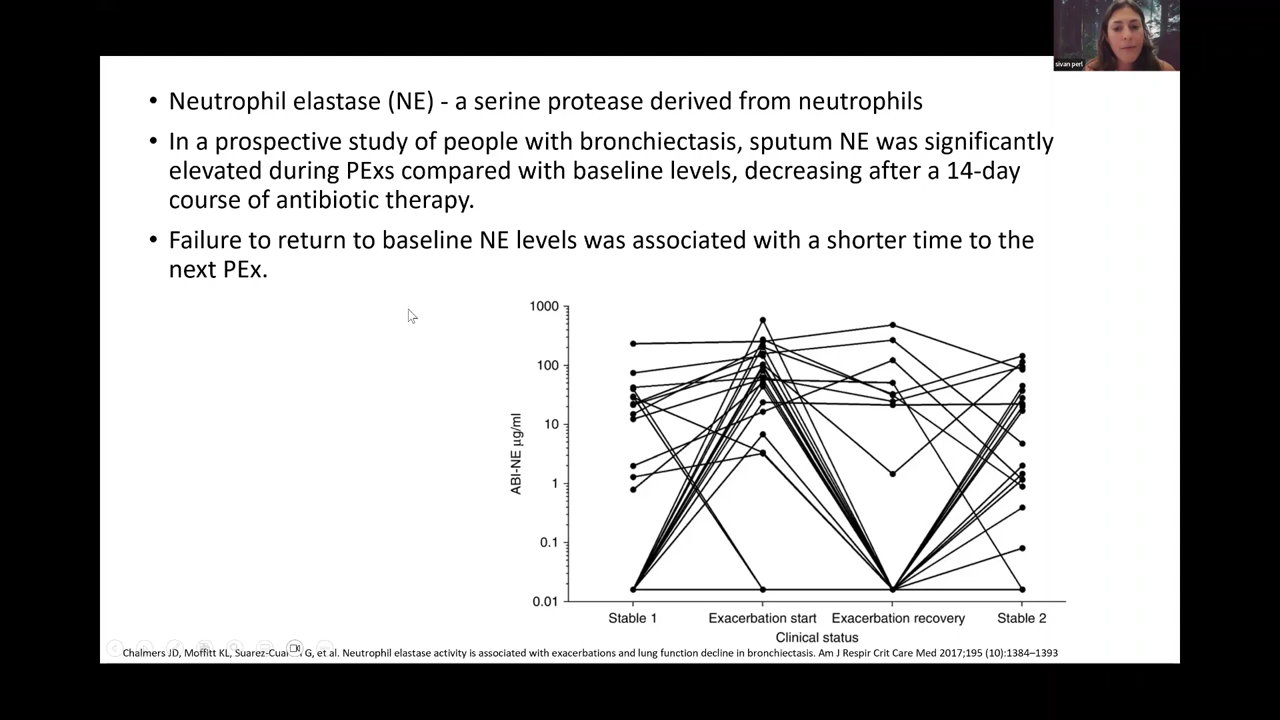 sivan perl
• Neutrophil elastase (NE) - a serine protease derived from neutrophils
• In a prospective study of people with bronchiectasis, sputum NE was significantly
elevated during PExs compared with baseline levels, decreasing after a 14-day
course of antibiotic therapy.
• Failure to return to baseline NE levels was associated with a shorter time to the
next PEx.
1000
100
10
1
0.1
0.01
ABI-NE µg/ml
Stable 1 Exacerbation start Exacerbation recovery Stable 2
Clinical status
Chalmers JD, Moffitt KL, G, et al. Neutrophil elastase activity is associated with exacerbations and lung function decline in bronchiectasis. Am J Respir Crit Care Med 2017;195 (10):1384–1393